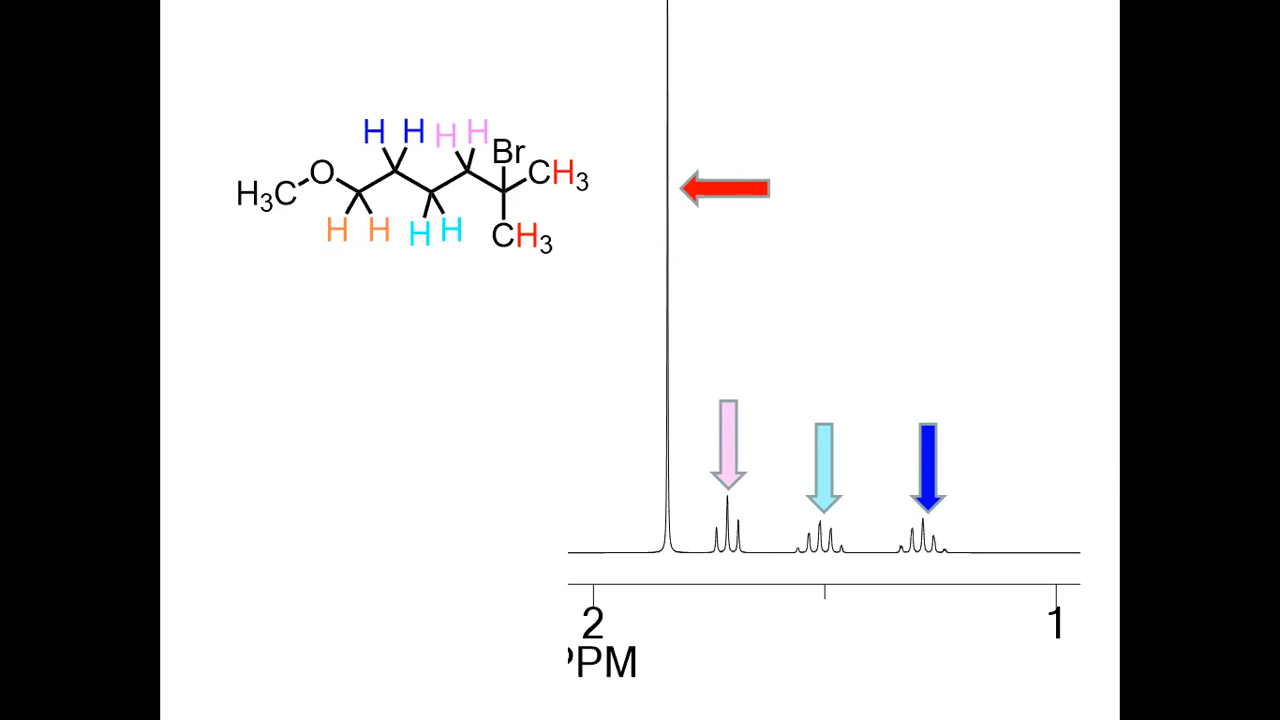 H H H H Br
H₃C O CH₃
H H H H CH₃
2 1
PPM